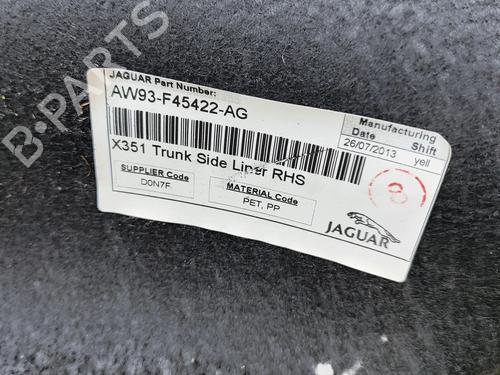 JAGUAR Part Number:
AW93-F45422-AG
X351 Trunk Side Liner RHS
SUPPLIER Code
D0N7F
MATERIAL Code
PET, PP
Manufacturing
Date Shift
26/07/2013 yell
8
JAGUAR
B-PARTS